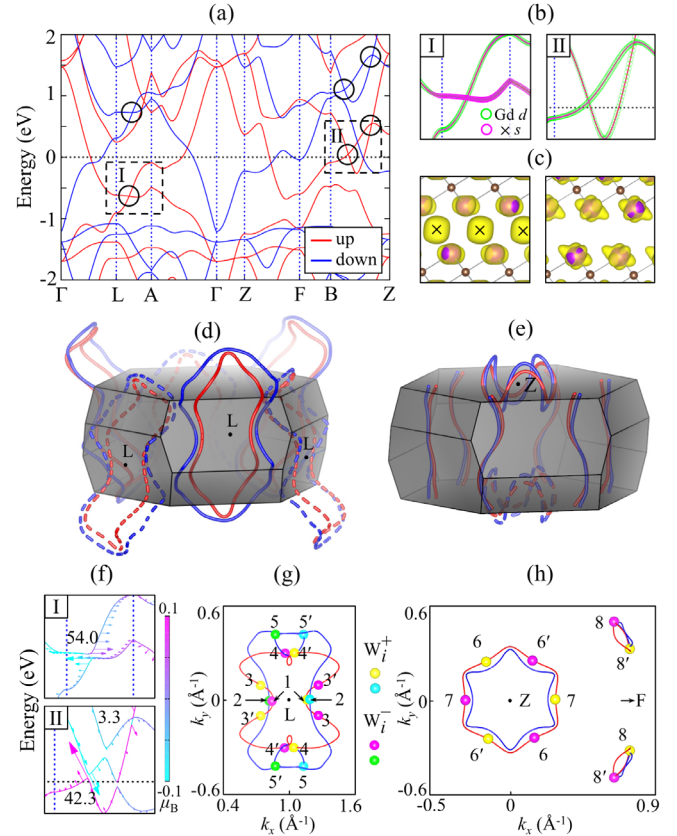 (a)
2
1
0
-1
-2
Energy (eV)
I
II
up
down
Γ L A Γ Z F B Z
(b)
I
II
Gd d
× s
(c)
× × ×
(d)
L
L
L
(e)
Z
(f)
I
54.0
II
3.3
42.3
Energy (eV)
0.1
-0.1
μB
(g)
0.6
0
-0.6
ky (Å-1)
5 5′
4 4′
3 3′
1
2 2
L
3 3′
4′ 4
5′ 5
0.4 1.0 1.6
kx (Å-1)
Wi+
Wi−
(h)
0.6
0
-0.6
ky (Å-1)
8
8′
6 6′
7 7
Z
F
6′ 6
8
8′
-0.5 0 0.9
kx (Å-1)